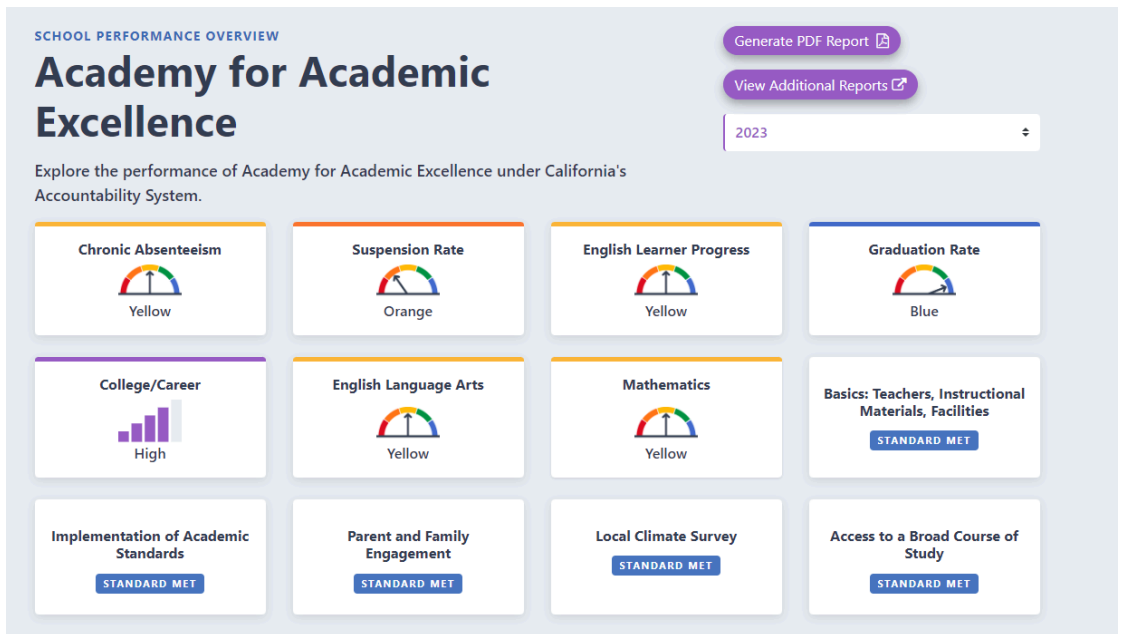 SCHOOL PERFORMANCE OVERVIEW
Academy for Academic
Excellence
Explore the performance of Academy for Academic Excellence under California's
Accountability System.
Generate PDF Report
View Additional Reports
2023
Chronic Absenteeism
Yellow
Suspension Rate
Orange
English Learner Progress
Yellow
Graduation Rate
Blue
College/Career
High
English Language Arts
Yellow
Mathematics
Yellow
Basics: Teachers, Instructional
Materials, Facilities
STANDARD MET
Implementation of Academic
Standards
STANDARD MET
Parent and Family
Engagement
STANDARD MET
Local Climate Survey
STANDARD MET
Access to a Broad Course of
Study
STANDARD MET